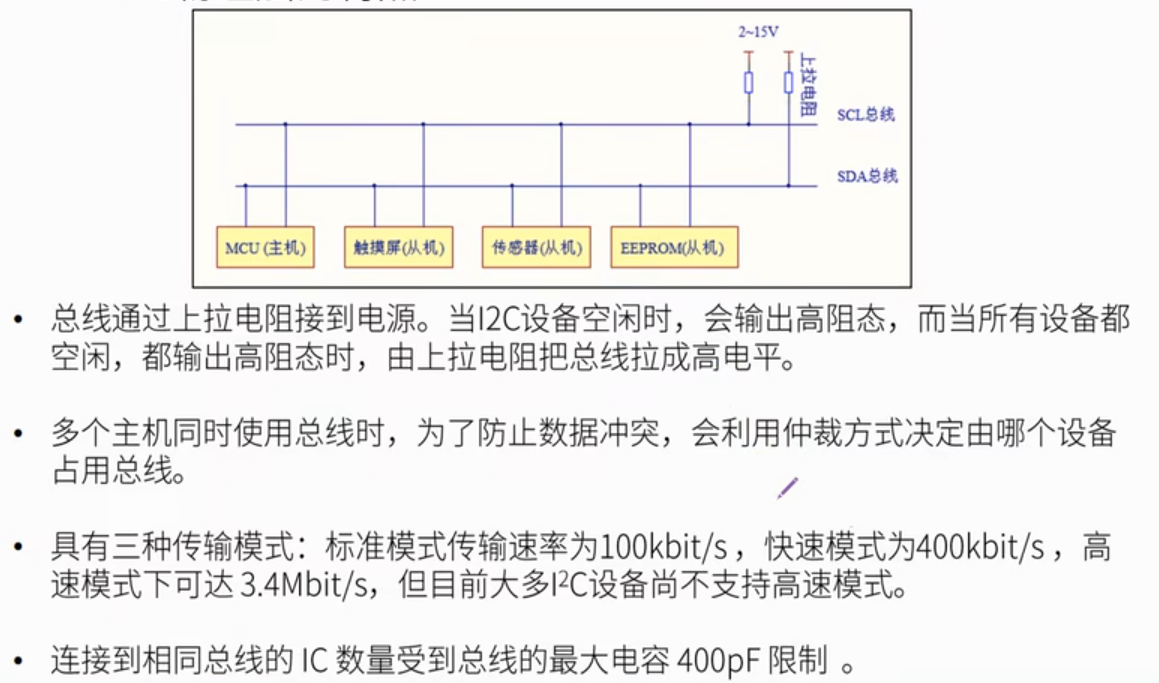 2~15V
上拉电阻
SCL总线
SDA总线
MCU (主机)
触摸屏(从机)
传感器(从机)
EEPROM(从机)
• 总线通过上拉电阻接到电源。当I2C设备空闲时，会输出高阻态，而当所有设备都
空闲，都输出高阻态时，由上拉电阻把总线拉成高电平。
• 多个主机同时使用总线时，为了防止数据冲突，会利用仲裁方式决定由哪个设备
占用总线。
• 具有三种传输模式：标准模式传输速率为100kbit/s ，快速模式为400kbit/s ，高
速模式下可达 3.4Mbit/s，但目前大多I²C设备尚不支持高速模式。
• 连接到相同总线的 IC 数量受到总线的最大电容 400pF 限制 。